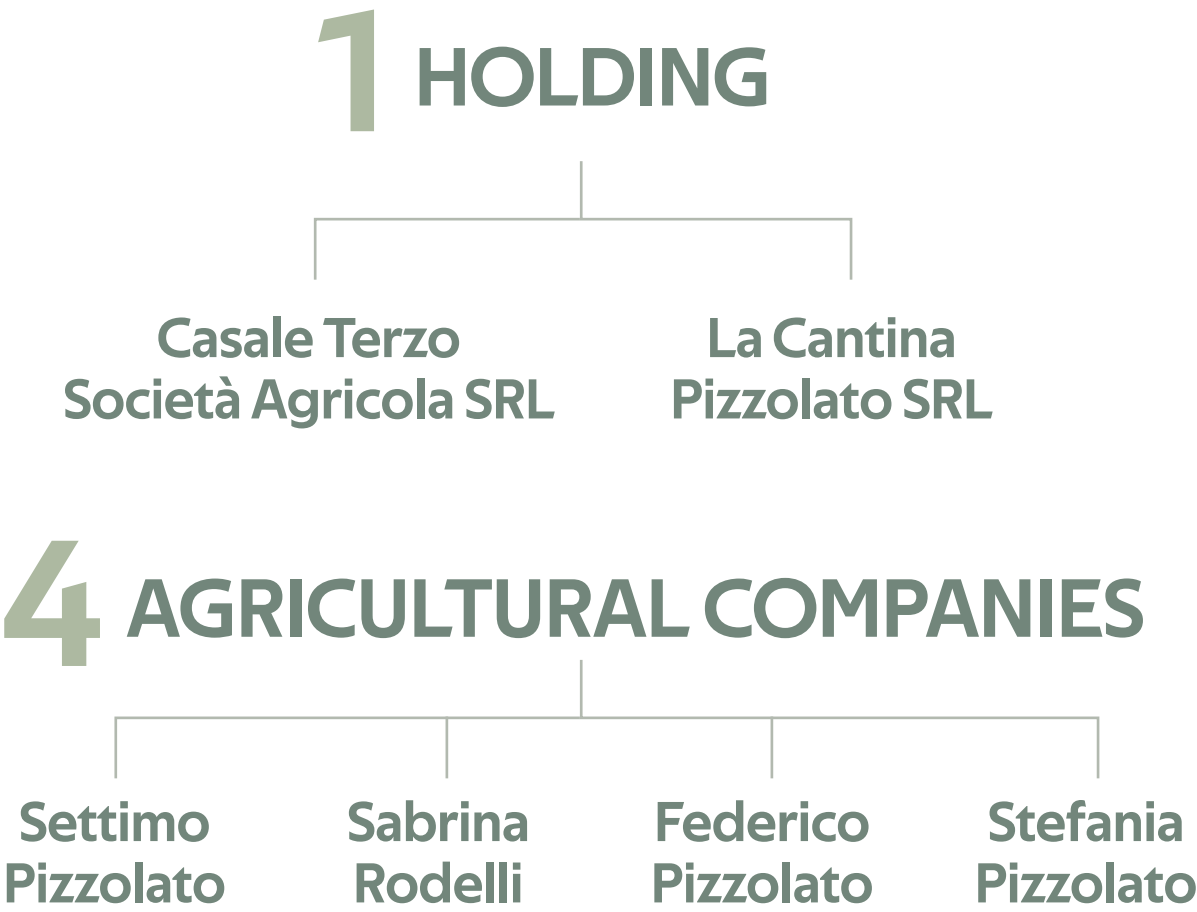 1 HOLDING
Casale Terzo
Società Agricola SRL
La Cantina
Pizzolato SRL
4 AGRICULTURAL COMPANIES
Settimo
Pizzolato
Sabrina
Rodelli
Federico
Pizzolato
Stefania
Pizzolato